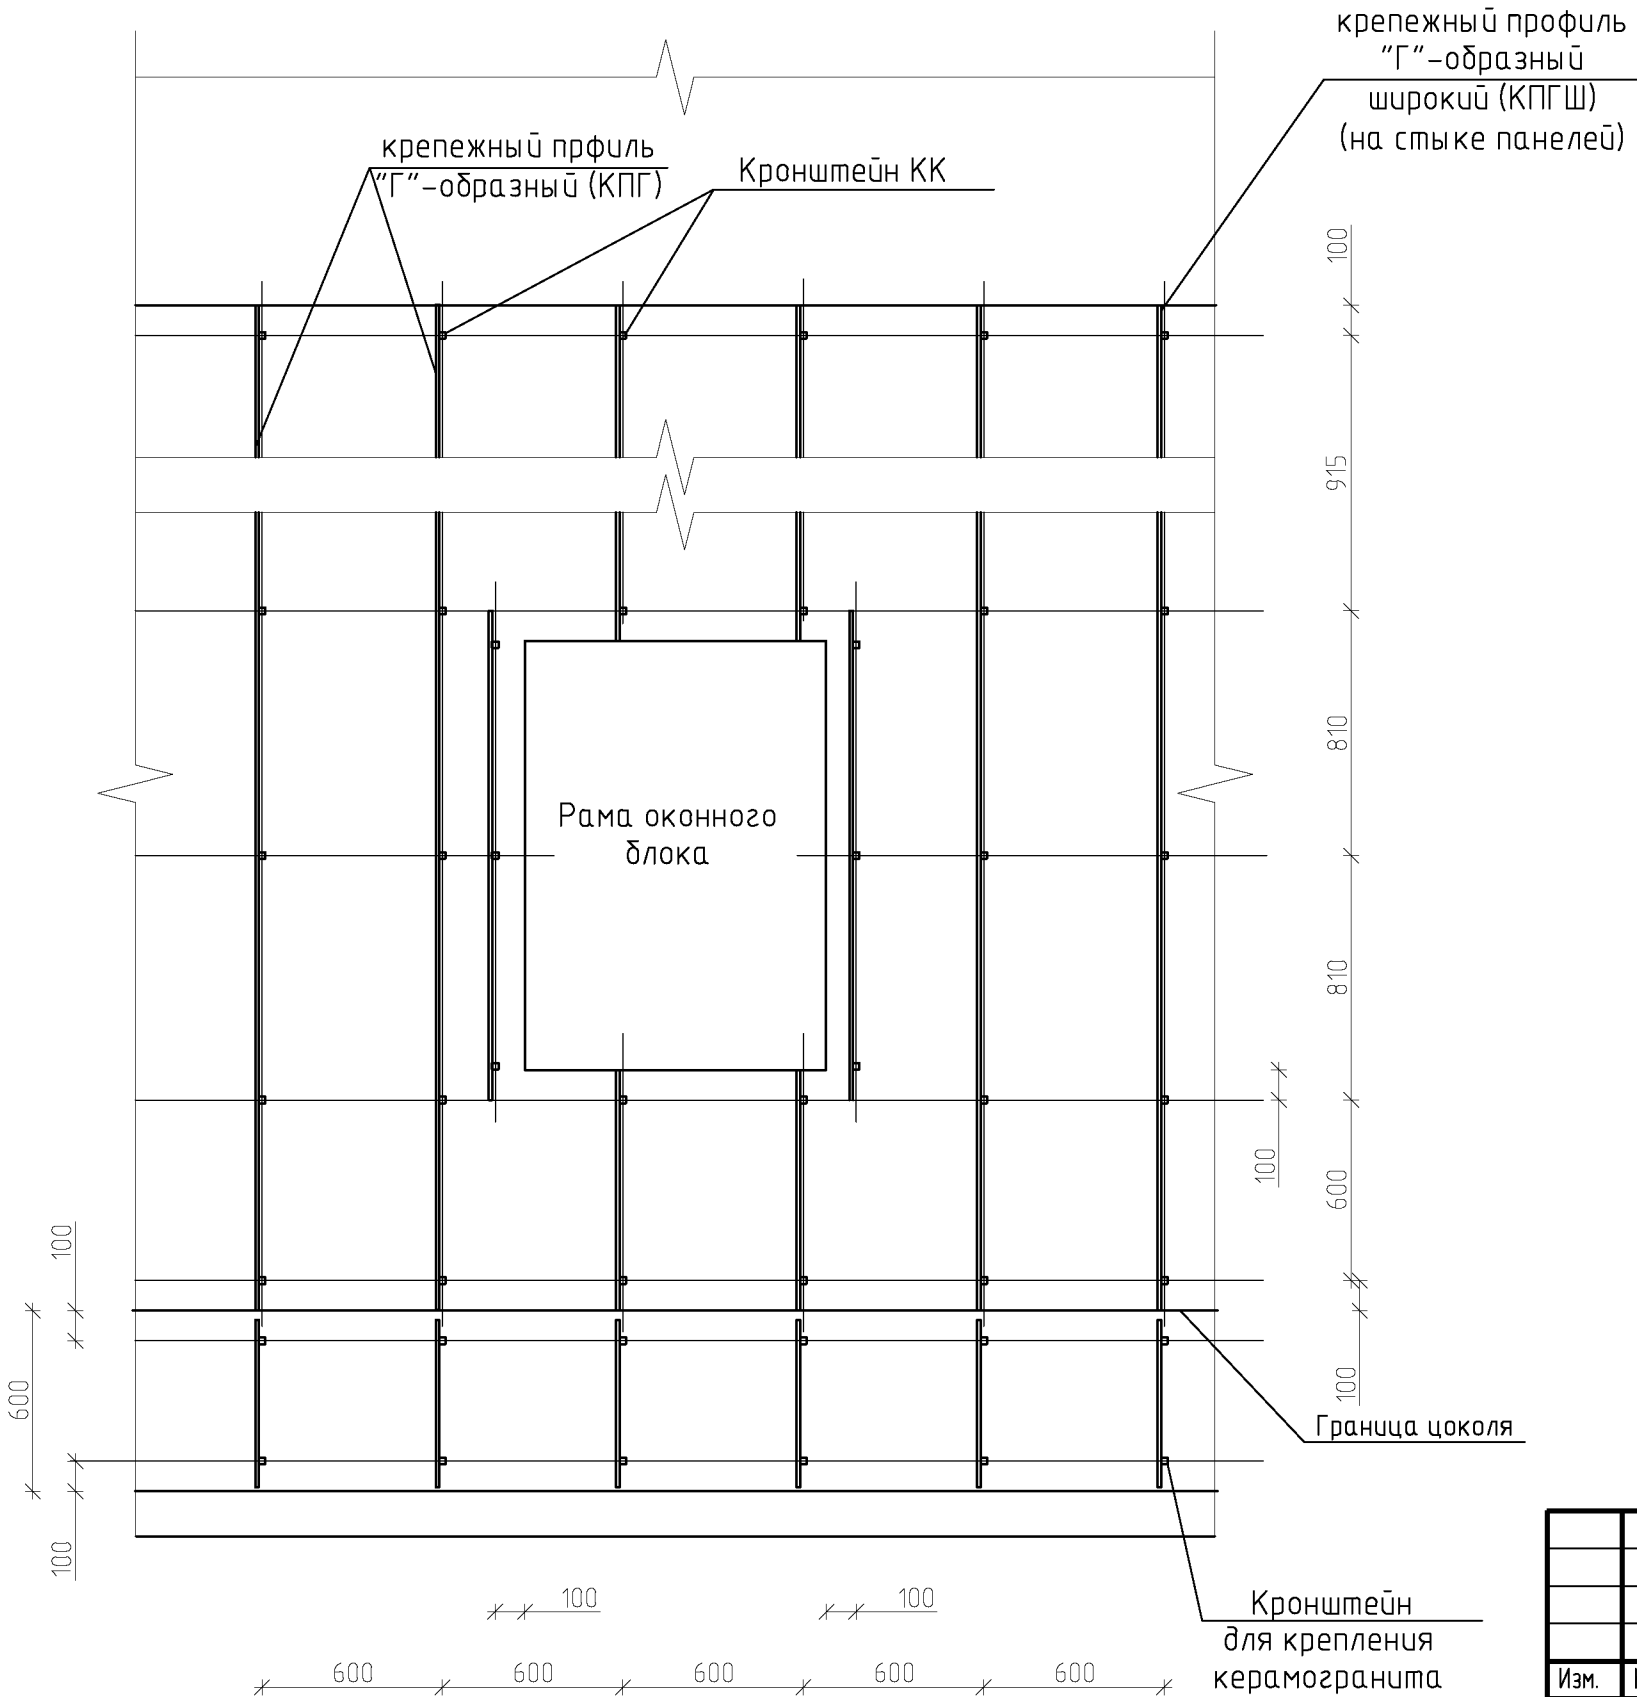 крепежный профиль
"Г"-образный
широкий (КПГШ)
(на стыке панелей)
крепежный прфиль
"Г"-образный (КПГ)
Кронштейн КК
100
915
810
810
600
100
100
Рама оконного
блока
100
600
100
Граница цоколя
Кронштейн
для крепления
керамогранита
100
100
600
600
600
600
600
Изм.